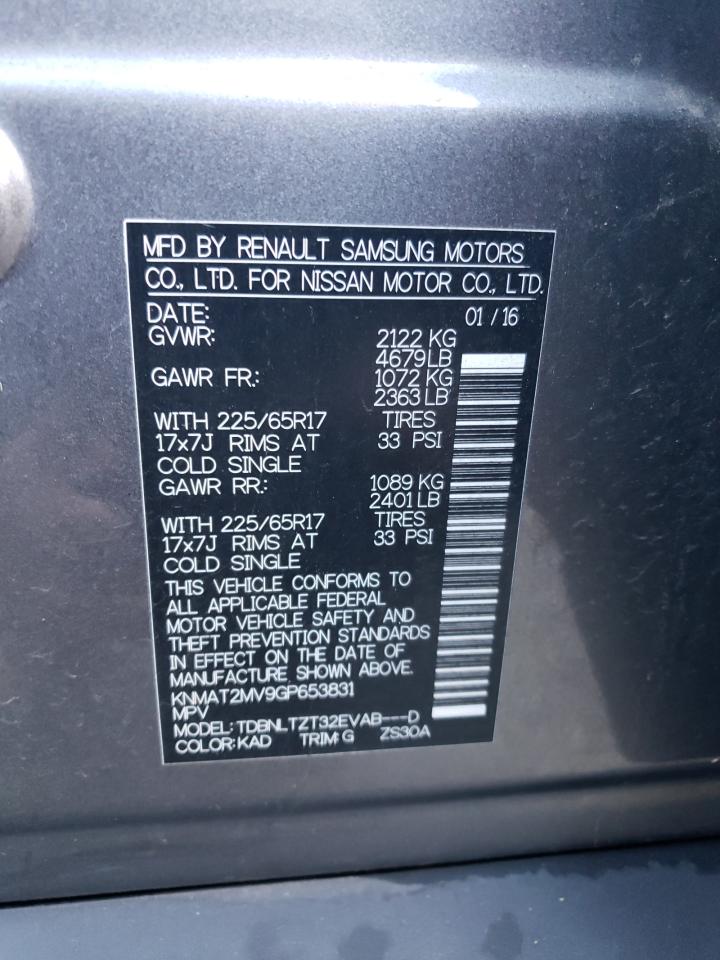 MFD BY RENAULT SAMSUNG MOTORS
CO., LTD. FOR NISSAN MOTOR CO., LTD.
DATE: 01 / 16
GVWR: 2122 KG
4679 LB
GAWR FR.: 1072 KG
2363 LB
WITH 225/65R17 TIRES
17x7J RIMS AT 33 PSI
COLD SINGLE
GAWR RR.: 1089 KG
2401 LB
WITH 225/65R17 TIRES
17x7J RIMS AT 33 PSI
COLD SINGLE
THIS VEHICLE CONFORMS TO
ALL APPLICABLE FEDERAL
MOTOR VEHICLE SAFETY AND
THEFT PREVENTION STANDARDS
IN EFFECT ON THE DATE OF
MANUFACTURE SHOWN ABOVE.
KNMAT2MV9GP653831
MPV
MODEL: TDBNLTZT32EVAB---D
COLOR: KAD TRIM: G ZS30A